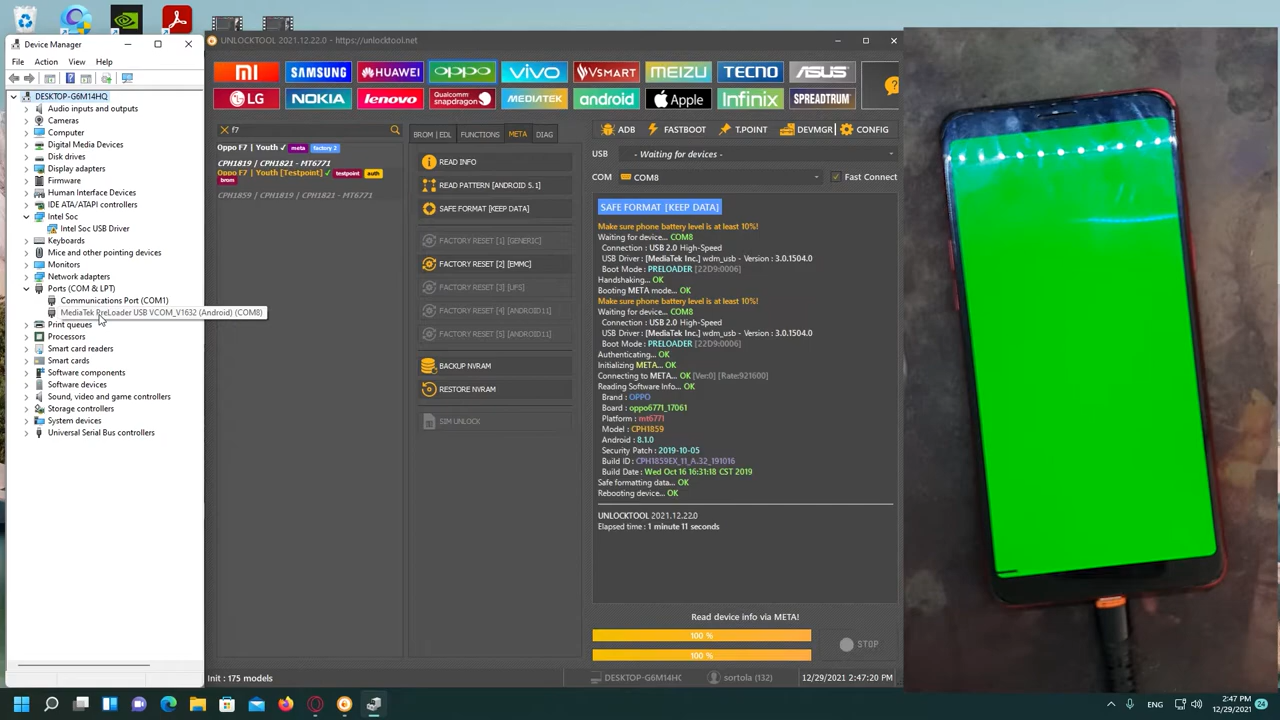 Device Manager
File Action View Help
DESKTOP-G6M14HQ
Audio inputs and outputs
Cameras
Computer
Digital Media Devices
Disk drives
Display adapters
Firmware
Human Interface Devices
IDE ATA/ATAPI controllers
Intel Soc
Intel Soc USB Driver
Keyboards
Mice and other pointing devices
Monitors
Network adapters
Ports (COM & LPT)
Communications Port (COM1)
MediaTek PreLoader USB VCOM_V1632 (Android) (COM8)
Print queues
Processors
Smart card readers
Smart cards
Software components
Software devices
Sound, video and game controllers
Storage controllers
System devices
Universal Serial Bus controllers
UNLOCKTOOL 2021.12.22.0 - https://unlocktool.net
MI SAMSUNG HUAWEI oppo vivo VSMART MEIZU TECNO ASUS
LG NOKIA lenovo Qualcomm snapdragon MEDIATEK android Apple Infinix SPREADTRUM
f7
Oppo F7 | Youth ✓ meta factory 2
CPH1819 / CPH1821 - MT6771
Oppo F7 | Youth [Testpoint] ✓ testpoint auth
brom
CPH1859 / CPH1819 / CPH1821 - MT6771
BROM | EDL FUNCTIONS META DIAG
READ INFO
READ PATTERN [ANDROID 5.1]
SAFE FORMAT [KEEP DATA]
FACTORY RESET [1] [GENERIC]
FACTORY RESET [2] [EMMC]
FACTORY RESET [3] [UFS]
FACTORY RESET [4] [ANDROID11]
FACTORY RESET [5] [ANDROID11]
BACKUP NVRAM
RESTORE NVRAM
SIM UNLOCK
ADB FASTBOOT T.POINT DEVMGR CONFIG
USB - Waiting for devices -
COM COM8 Fast Connect
SAFE FORMAT [KEEP DATA]
Make sure phone battery level is at least 10%!
Waiting for device... COM8
Connection : USB 2.0 High-Speed
USB Driver : [MediaTek Inc.] wdm_usb - Version : 3.0.1504.0
Boot Mode : PRELOADER [22D9:0006]
Handshaking... OK
Booting META mode... OK
Make sure phone battery level is at least 10%!
Waiting for device... COM8
Connection : USB 2.0 High-Speed
USB Driver : [MediaTek Inc.] wdm_usb - Version : 3.0.1504.0
Boot Mode : PRELOADER [22D9:0006]
Authenticating... OK
Initializing META... OK
Connecting to META... OK [Ver:0] [Rate:921600]
Reading Software Info... OK
Brand : OPPO
Board : oppo6771_17061
Platform : mt6771
Model : CPH1859
Android : 8.1.0
Security Patch : 2019-10-05
Build ID : CPH1859EX_11_A.32_191016
Build Date : Wed Oct 16 16:31:18 CST 2019
Safe formatting data... OK
Rebooting device... OK
UNLOCKTOOL 2021.12.22.0
Elapsed time : 1 minute 11 seconds
Read device info via META!
100 %
100 %
STOP
Init : 175 models
DESKTOP-G6M14HQ sortola (132) 12/29/2021 2:47:20 PM
ENG 2:47 PM
12/29/2021 24